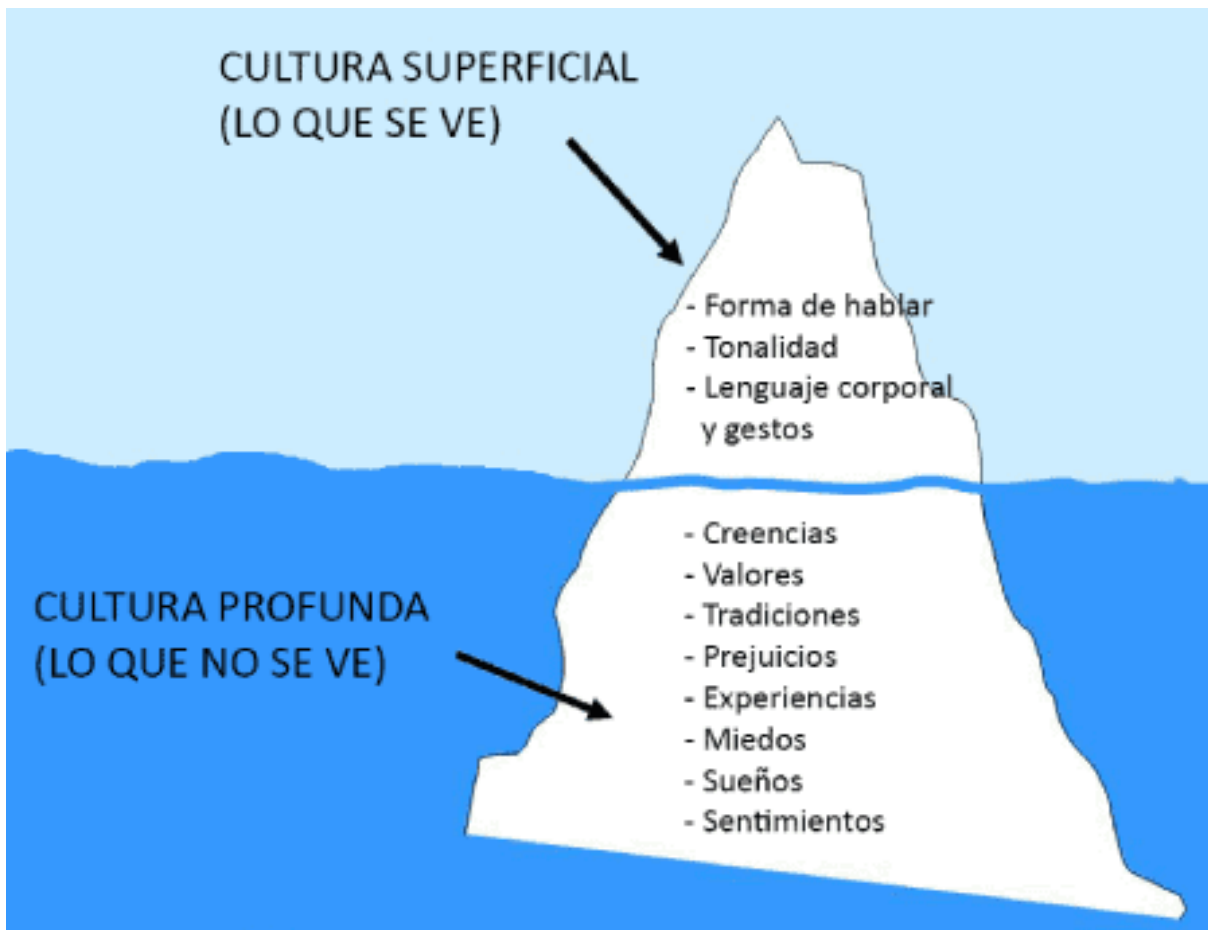 CULTURA SUPERFICIAL
(LO QUE SE VE)
- Forma de hablar
- Tonalidad
- Lenguaje corporal
y gestos
- Creencias
- Valores
- Tradiciones
- Prejuicios
- Experiencias
- Miedos
- Sueños
- Sentimientos
CULTURA PROFUNDA
(LO QUE NO SE VE)